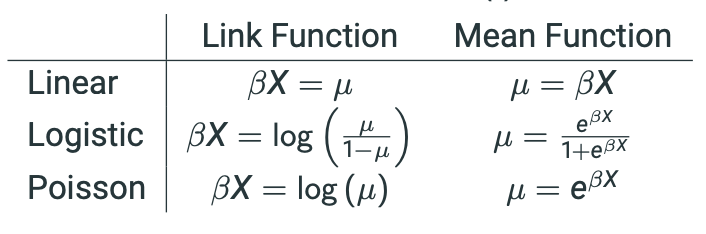 Link Function Mean Function
Linear βX = μ μ = βX
Logistic βX = log (μ/(1−μ)) μ = e^{βX}/(1+e^{βX})
Poisson βX = log (μ) μ = e^{βX}